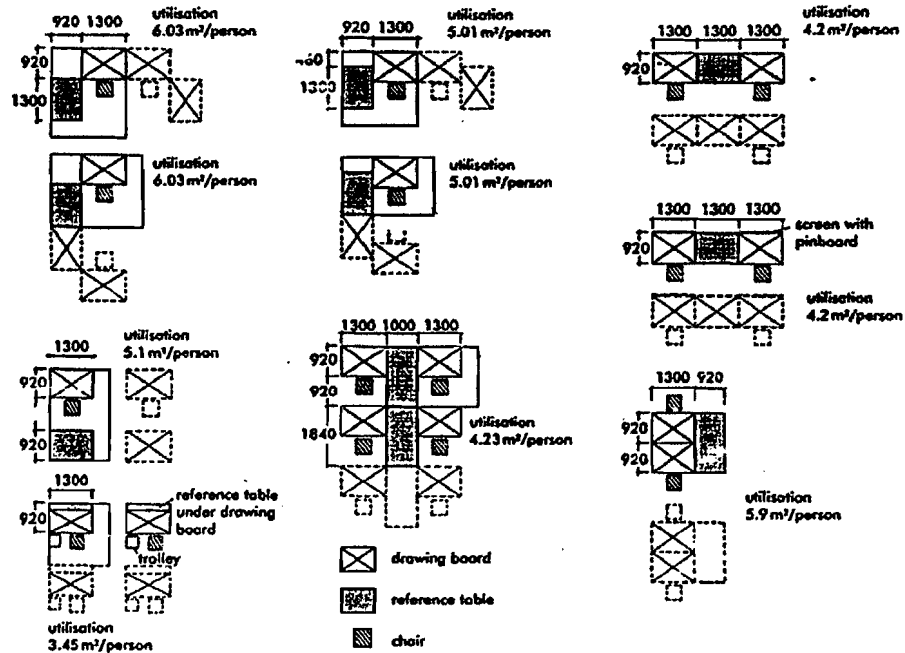 920 1300
utilisation
6.03 m²/person
920
1300
utilisation
6.03 m²/person
920 1300
utilisation
5.01 m²/person
460
1300
utilisation
5.01 m²/person
utilisation
4.2 m²/person
1300 1300 1300
920
1300 1300 1300
920
screen with
pinboard
utilisation
4.2 m²/person
utilisation
5.1 m²/person
1300
920
920
1300
920
reference table
under drawing
board
trolley
utilisation
3.45 m²/person
1300 1000 1300
920
920
1840
utilisation
4.23 m²/person
drawing board
reference table
chair
1300 920
920
920
utilisation
5.9 m²/person